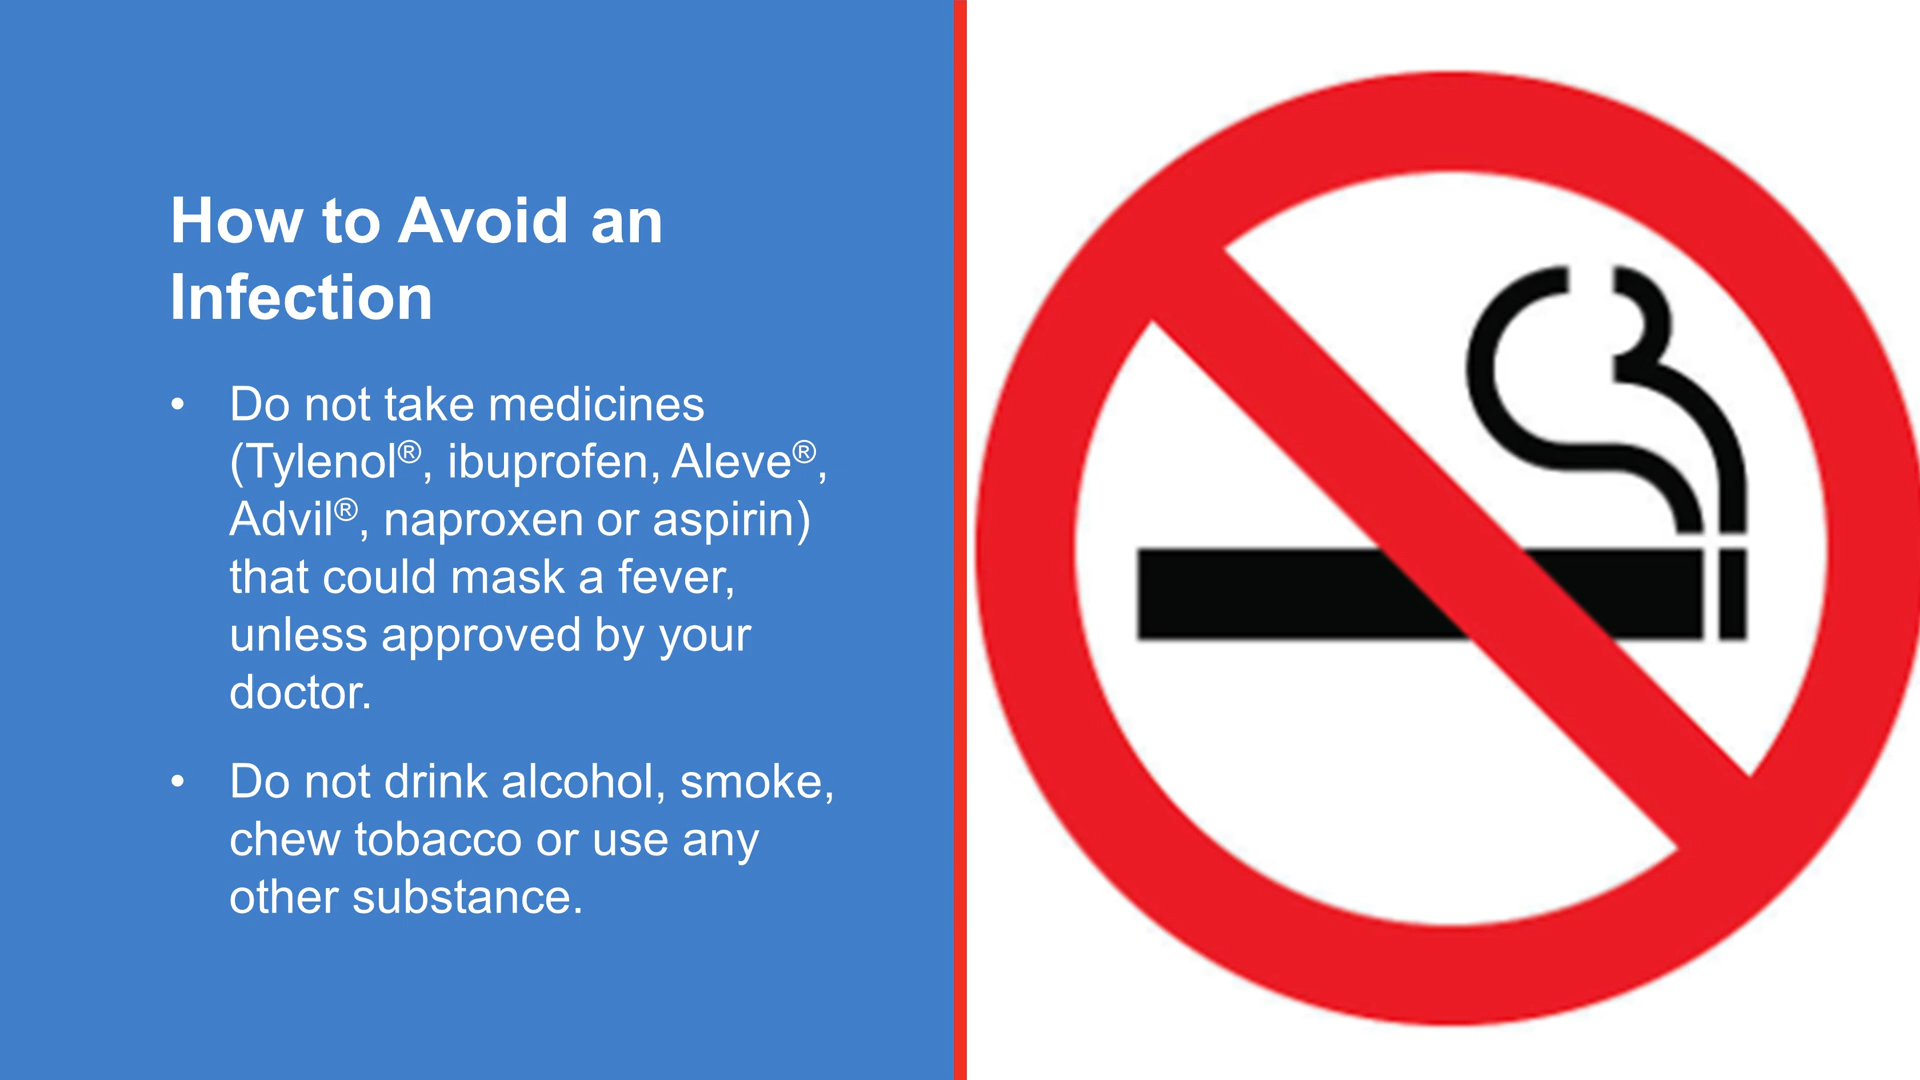 How to Avoid an
Infection
• Do not take medicines
(Tylenol®, ibuprofen, Aleve®,
Advil®, naproxen or aspirin)
that could mask a fever,
unless approved by your
doctor.
• Do not drink alcohol, smoke,
chew tobacco or use any
other substance.